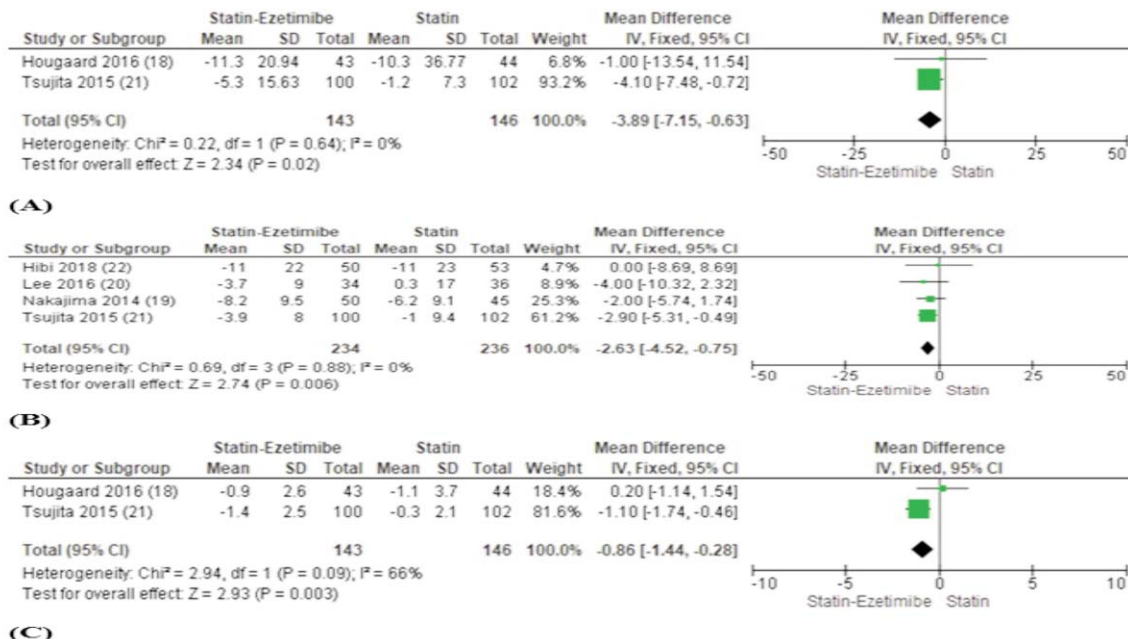 Statin-Ezetimibe Statin Mean Difference Mean Difference
Study or Subgroup Mean SD Total Mean SD Total Weight IV, Fixed, 95% CI IV, Fixed, 95% CI
Hougaard 2016 (18) -11.3 20.94 43 -10.3 36.77 44 6.8% -1.00 [-13.54, 11.54]
Tsujita 2015 (21) -5.3 15.63 100 -1.2 7.3 102 93.2% -4.10 [-7.48, -0.72]
Total (95% CI) 143 146 100.0% -3.89 [-7.15, -0.63]
Heterogeneity: Chi² = 0.22, df = 1 (P = 0.64); I² = 0%
Test for overall effect: Z = 2.34 (P = 0.02)
-50 -25 0 25 50
Statin-Ezetimibe Statin
(A)
Statin-Ezetimibe Statin Mean Difference Mean Difference
Study or Subgroup Mean SD Total Mean SD Total Weight IV, Fixed, 95% CI IV, Fixed, 95% CI
Hibi 2018 (22) -11 22 50 -11 23 53 4.7% 0.00 [-8.69, 8.69]
Lee 2016 (20) -3.7 9 34 0.3 17 36 8.9% -4.00 [-10.32, 2.32]
Nakajima 2014 (19) -8.2 9.5 50 -6.2 9.1 45 25.3% -2.00 [-5.74, 1.74]
Tsujita 2015 (21) -3.9 8 100 -1 9.4 102 61.2% -2.90 [-5.31, -0.49]
Total (95% CI) 234 236 100.0% -2.63 [-4.52, -0.75]
Heterogeneity: Chi² = 0.69, df = 3 (P = 0.88); I² = 0%
Test for overall effect: Z = 2.74 (P = 0.006)
-50 -25 0 25 50
Statin-Ezetimibe Statin
(B)
Statin-Ezetimibe Statin Mean Difference Mean Difference
Study or Subgroup Mean SD Total Mean SD Total Weight IV, Fixed, 95% CI IV, Fixed, 95% CI
Hougaard 2016 (18) -0.9 2.6 43 -1.1 3.7 44 18.4% 0.20 [-1.14, 1.54]
Tsujita 2015 (21) -1.4 2.5 100 -0.3 2.1 102 81.6% -1.10 [-1.74, -0.46]
Total (95% CI) 143 146 100.0% -0.86 [-1.44, -0.28]
Heterogeneity: Chi² = 2.94, df = 1 (P = 0.09); I² = 66%
Test for overall effect: Z = 2.93 (P = 0.003)
-10 -5 0 5 10
Statin-Ezetimibe Statin
(C)